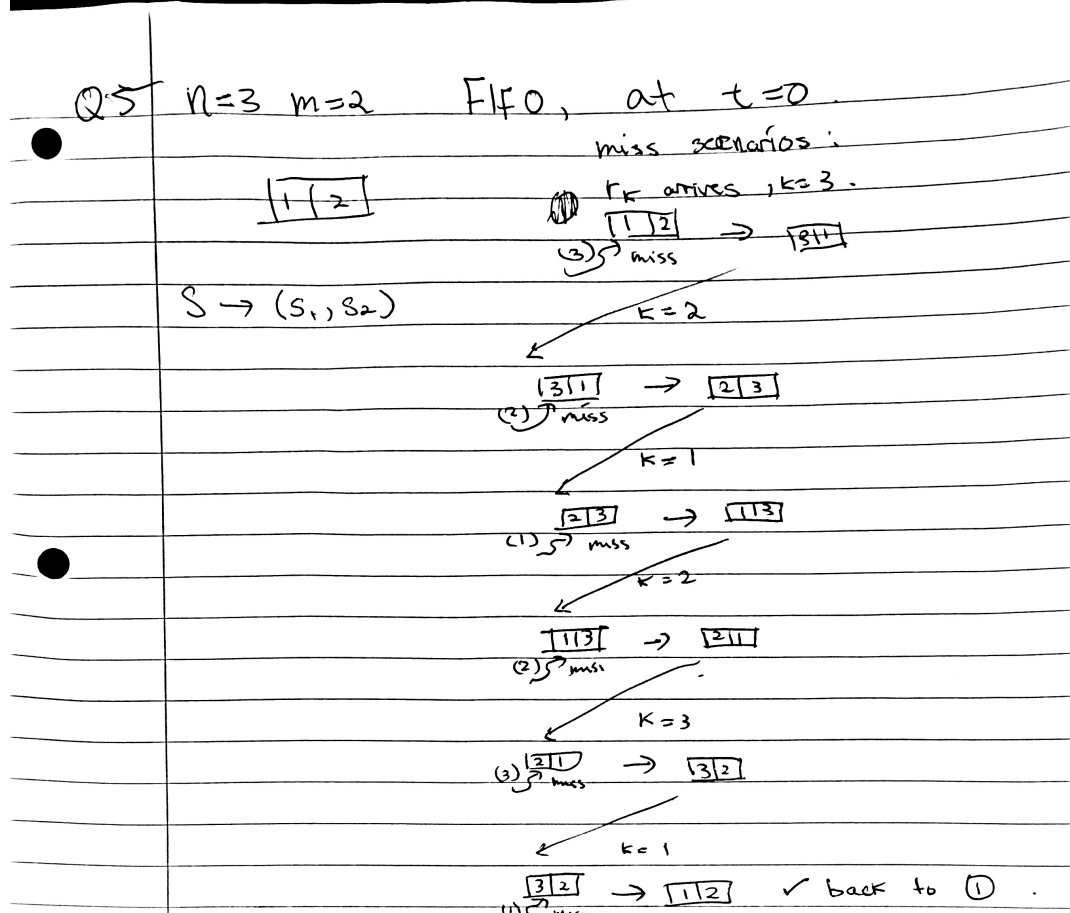 Q5 n=3 m=2 FIFO, at t=0.
miss scenarios:
r_K arrives, k=3.
|1|2| |1|2| → |3|1|
(3) miss
S → (S₁, S₂) K=2
|3|1| → |2|3|
(2) miss
K=1
|2|3| → |1|3|
(1) miss
K=2
|1|3| → |2|1|
(2) miss
K=3
|2|1| → |3|2|
(3) miss
k=1
|3|2| → |1|2| ✓ back to ①.